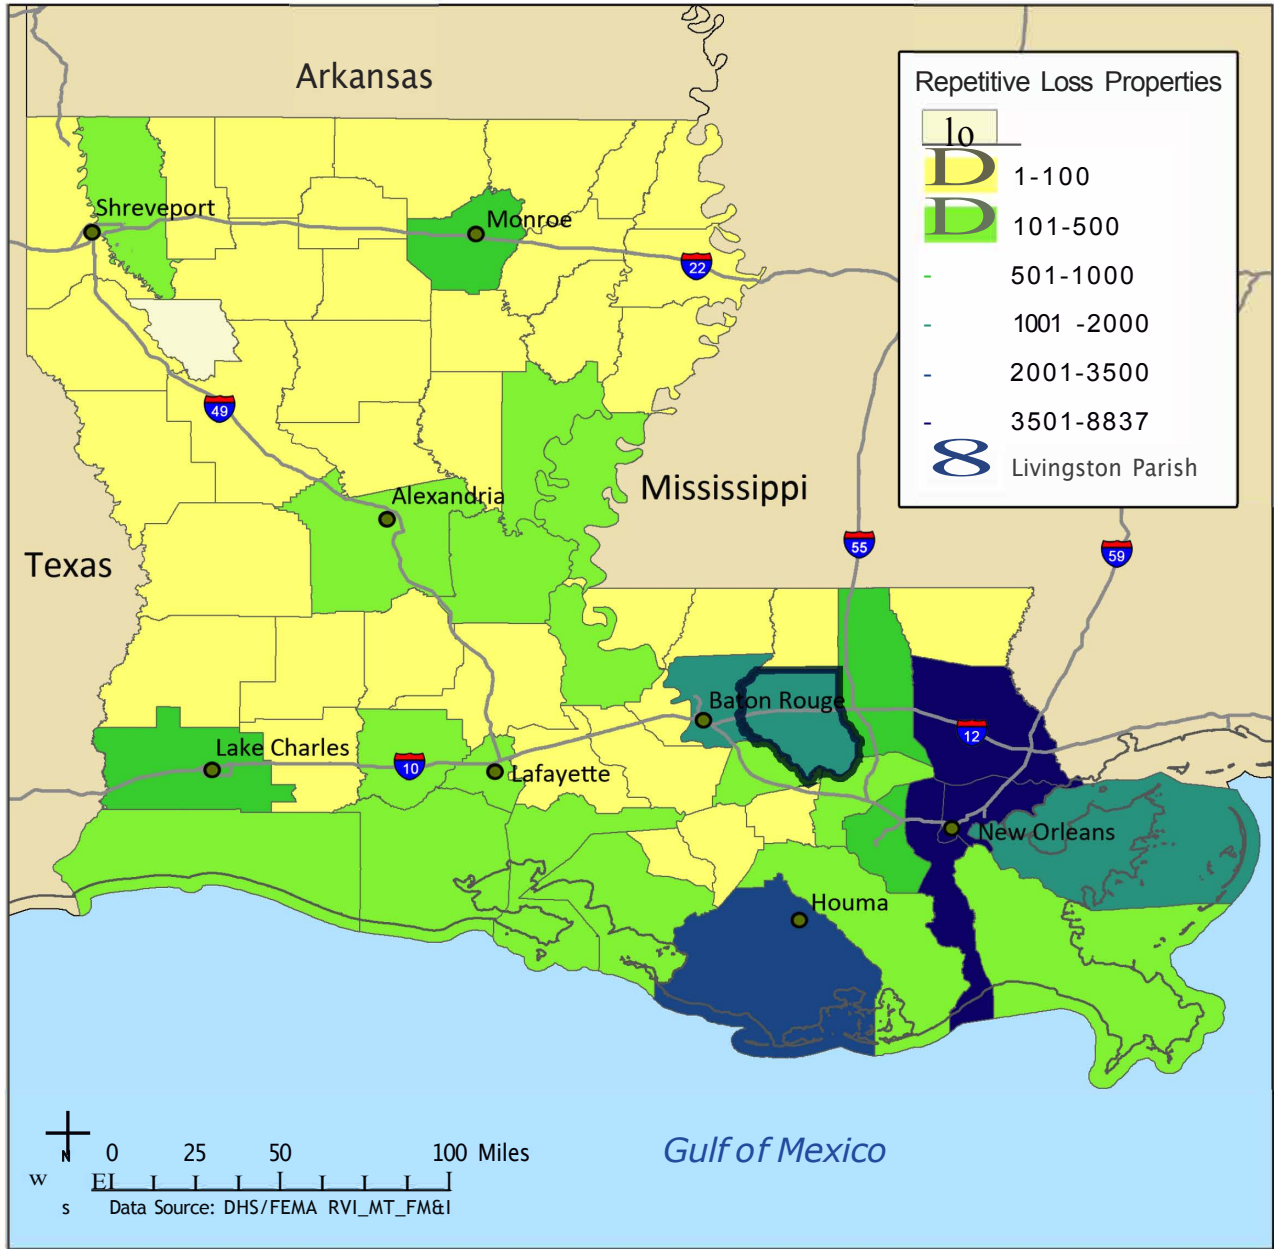 Arkansas
Repetitive Loss Properties
lo
D 1-100
D 101-500
- 501-1000
- 1001 -2000
- 2001-3500
- 3501-8837
8 Livingston Parish
Shreveport
Monroe
22
49
Alexandria
Mississippi
Texas
55
59
Baton Rouge
12
Lake Charles
10
Lafayette
New Orleans
Houma
Gulf of Mexico
N
W E
S
0 25 50 100 Miles
Data Source: DHS/FEMA RVI_MT_FM&I